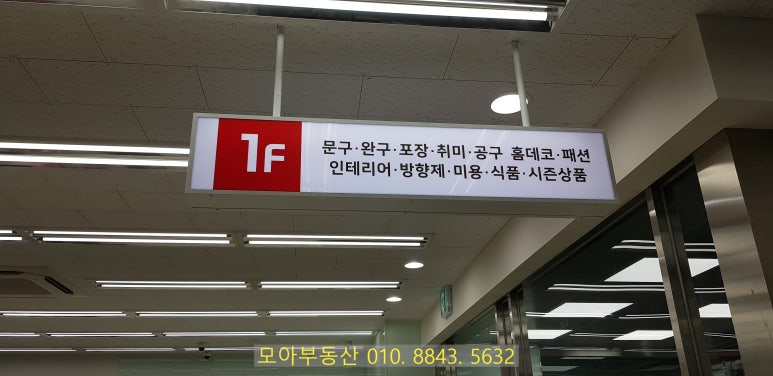 1F
문구·완구·포장·취미·공구 홈데코·패션
인테리어·방향제·미용·식품·시즌상품
모아부동산 010. 8843. 5632